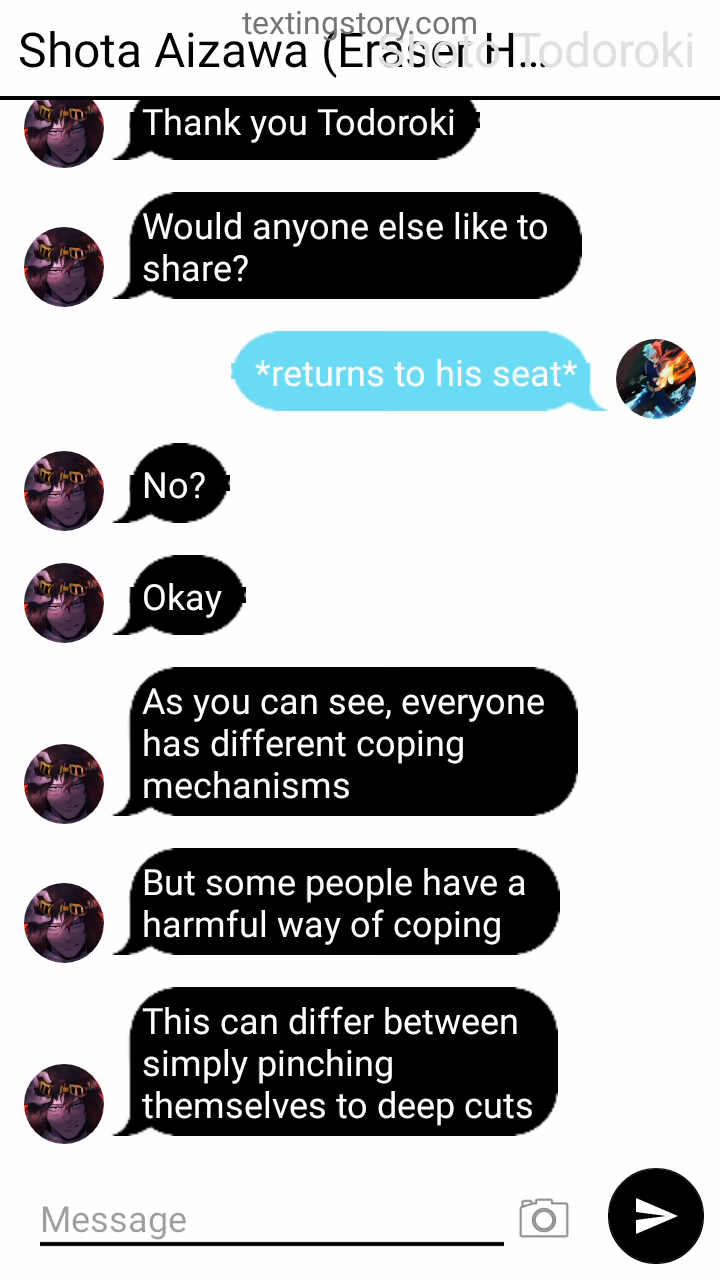 textingstory.com
Shota Aizawa (Eraser H...
Shoto Todoroki
Thank you Todoroki
Would anyone else like to
share?
*returns to his seat*
No?
Okay
As you can see, everyone
has different coping
mechanisms
But some people have a
harmful way of coping
This can differ between
simply pinching
themselves to deep cuts
Message